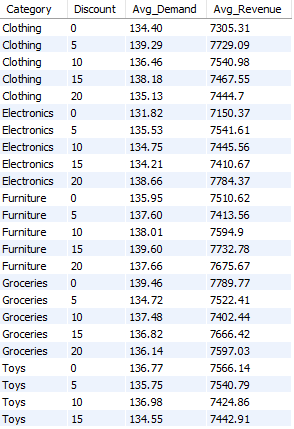 Category Discount Avg_Demand Avg_Revenue
Clothing 0 134.40 7305.31
Clothing 5 139.29 7729.09
Clothing 10 136.46 7540.98
Clothing 15 138.18 7467.55
Clothing 20 135.13 7444.7
Electronics 0 131.82 7150.37
Electronics 5 135.53 7541.61
Electronics 10 134.75 7445.56
Electronics 15 134.21 7410.67
Electronics 20 138.66 7784.37
Furniture 0 135.95 7510.62
Furniture 5 137.60 7413.56
Furniture 10 138.01 7594.9
Furniture 15 139.60 7732.78
Furniture 20 137.66 7675.67
Groceries 0 139.46 7789.77
Groceries 5 134.72 7522.41
Groceries 10 137.48 7402.44
Groceries 15 136.82 7666.42
Groceries 20 136.14 7597.03
Toys 0 136.77 7566.14
Toys 5 135.75 7540.79
Toys 10 136.98 7424.86
Toys 15 134.55 7442.91